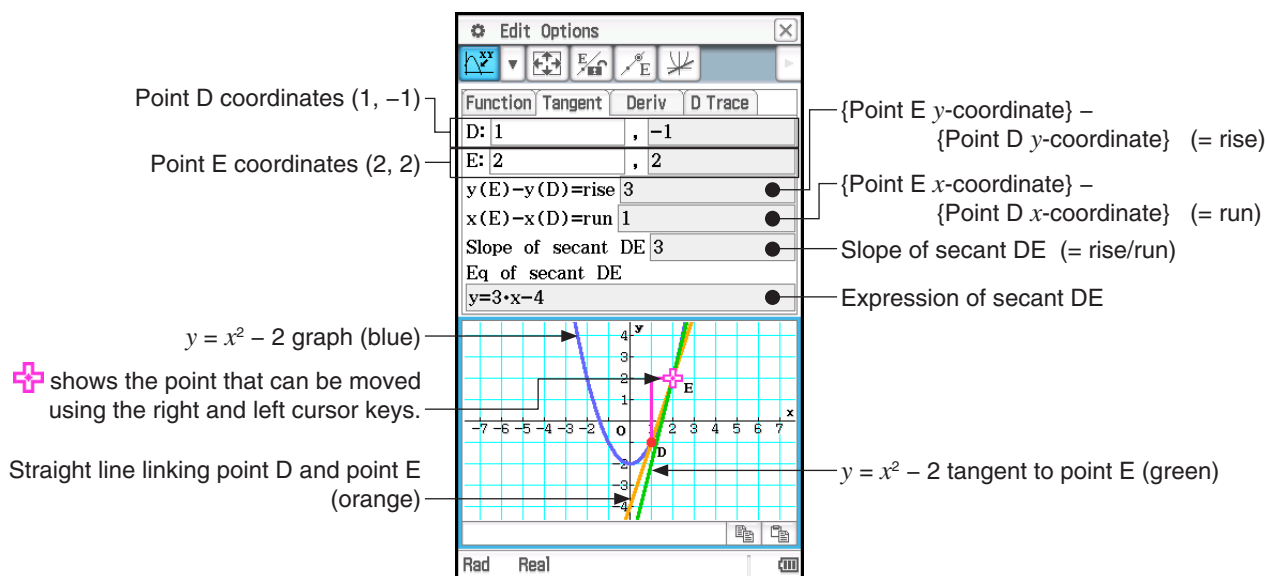 Edit Options
XY
E
E
Function Tangent Deriv D Trace
Point D coordinates (1, −1)
D: 1 , −1
{Point E y-coordinate} −
{Point D y-coordinate} (= rise)
Point E coordinates (2, 2)
E: 2 , 2
y(E)−y(D)=rise 3
{Point E x-coordinate} −
{Point D x-coordinate} (= run)
x(E)−x(D)=run 1
Slope of secant DE 3
Slope of secant DE (= rise/run)
Eq of secant DE
y=3·x−4
Expression of secant DE
y = x² − 2 graph (blue)
shows the point that can be moved
using the right and left cursor keys.
Straight line linking point D and point E
(orange)
y
4
3
2
E
1
x
-7 -6 -5 -4 -3 -2 O 1 2 3 4 5 6 7
D
-2
-3
-4
y = x² − 2 tangent to point E (green)
Rad Real